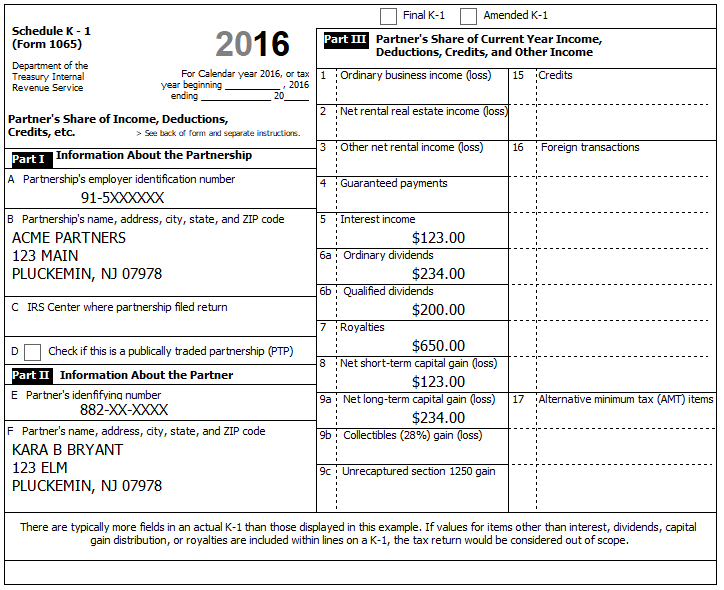 Final K-1
Amended K-1
Schedule K - 1
(Form 1065)
2016
Department of the
Treasury Internal
Revenue Service
For Calendar year 2016, or tax
year beginning __________ , 2016
ending ____________ 20____
Partner's Share of Income, Deductions,
Credits, etc.
> See back of form and separate instructions.
Part I Information About the Partnership
A Partnership's employer identification number
91-5XXXXXX
B Partnership's name, address, city, state, and ZIP code
ACME PARTNERS
123 MAIN
PLUCKEMIN, NJ 07978
C IRS Center where partnership filed return
D Check if this is a publically traded partnership (PTP)
Part II Information About the Partner
E Partner's idenfifying number
882-XX-XXXX
F Partner's name, address, city, state, and ZIP code
KARA B BRYANT
123 ELM
PLUCKEMIN, NJ 07978
Part III Partner's Share of Current Year Income,
Deductions, Credits, and Other Income
1 Ordinary business income (loss)
2 Net rental real estate income (loss)
3 Other net rental income (loss)
4 Guaranteed payments
5 Interest income
$123.00
6a Ordinary dividends
$234.00
6b Qualified dividends
$200.00
7 Royalties
$650.00
8 Net short-term capital gain (loss)
$123.00
9a Net long-term capital gain (loss)
$234.00
9b Collectibles (28%) gain (loss)
9c Unrecaptured section 1250 gain
15 Credits
16 Foreign transactions
17 Alternative minimum tax (AMT) items
There are typically more fields in an actual K-1 than those displayed in this example. If values for items other than interest, dividends, capital
gain distribution, or royalties are included within lines on a K-1, the tax return would be considered out of scope.